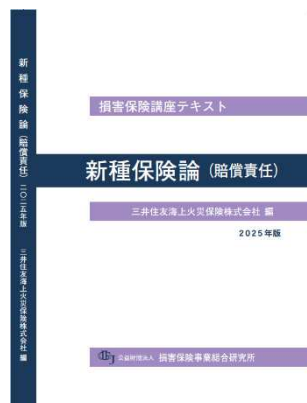 新種保険論（賠償責任）二〇二五年版　三井住友海上火災保険株式会社 編
損害保険講座テキスト
新種保険論（賠償責任）
三井住友海上火災保険株式会社 編
2025年版
公益財団法人 損害保険事業総合研究所